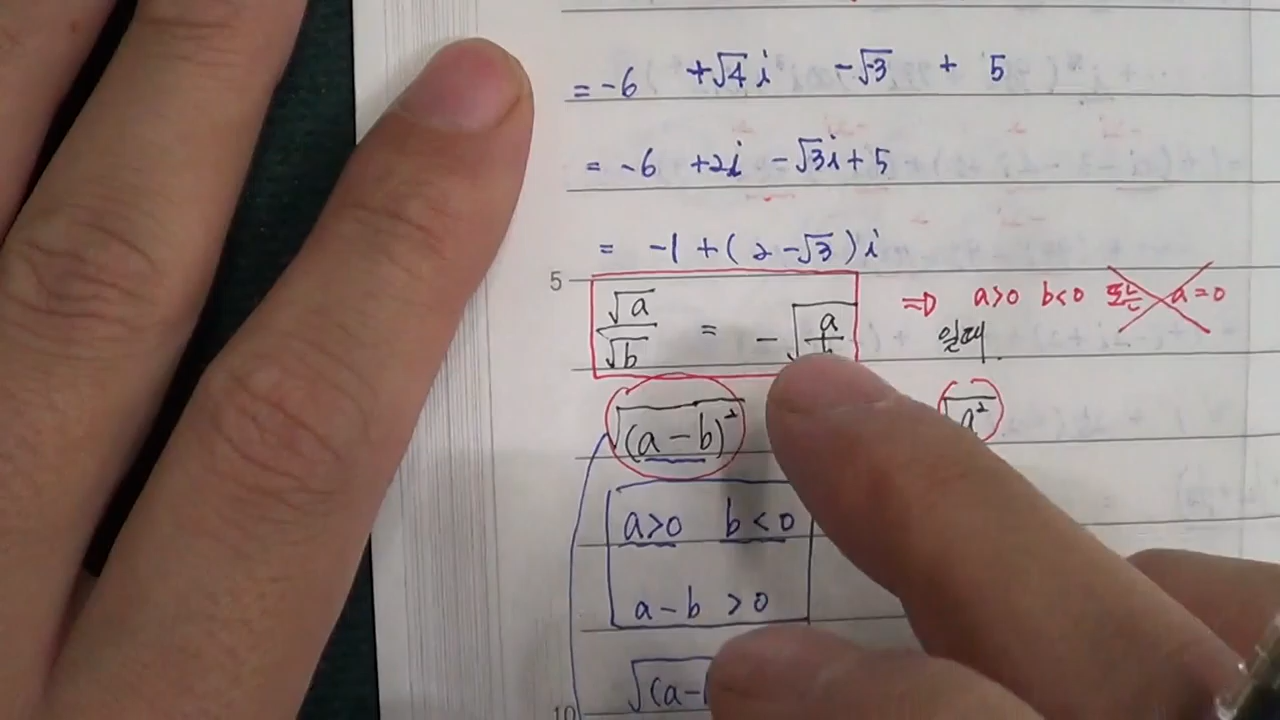 = -6 +√4 i -√-3 + 5
= -6 +2i -√3 i + 5
= -1 + ( 2 -√3 ) i
5
√a / √b = -√(a/b) ⇒ a>0 b<0 또는 a=0
일때.
√(a-b)² √a²
a>0 b<0
a-b >0
10 √(a-